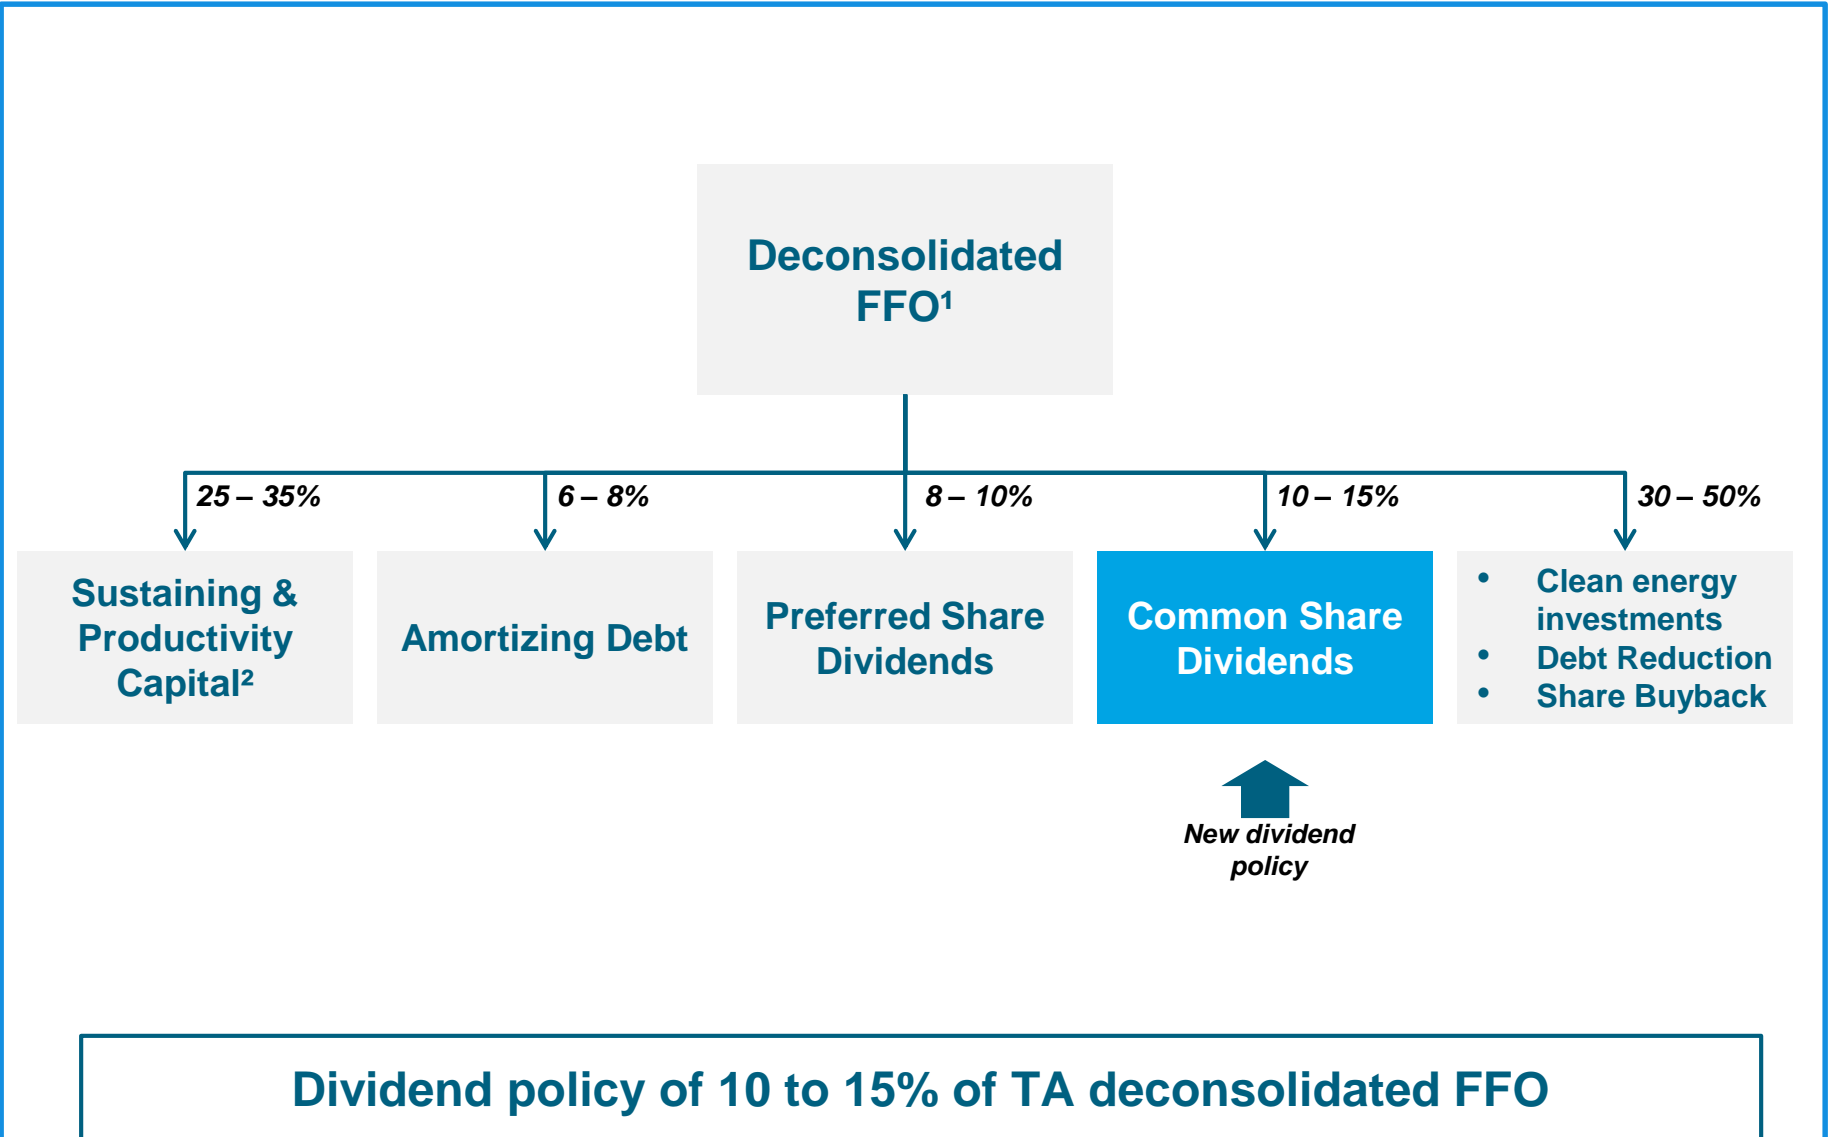 Deconsolidated
FFO¹
25 – 35%
6 – 8%
8 – 10%
10 – 15%
30 – 50%
Sustaining &
Productivity
Capital²
Amortizing Debt
Preferred Share
Dividends
Common Share
Dividends
• Clean energy
investments
• Debt Reduction
• Share Buyback
New dividend
policy
Dividend policy of 10 to 15% of TA deconsolidated FFO